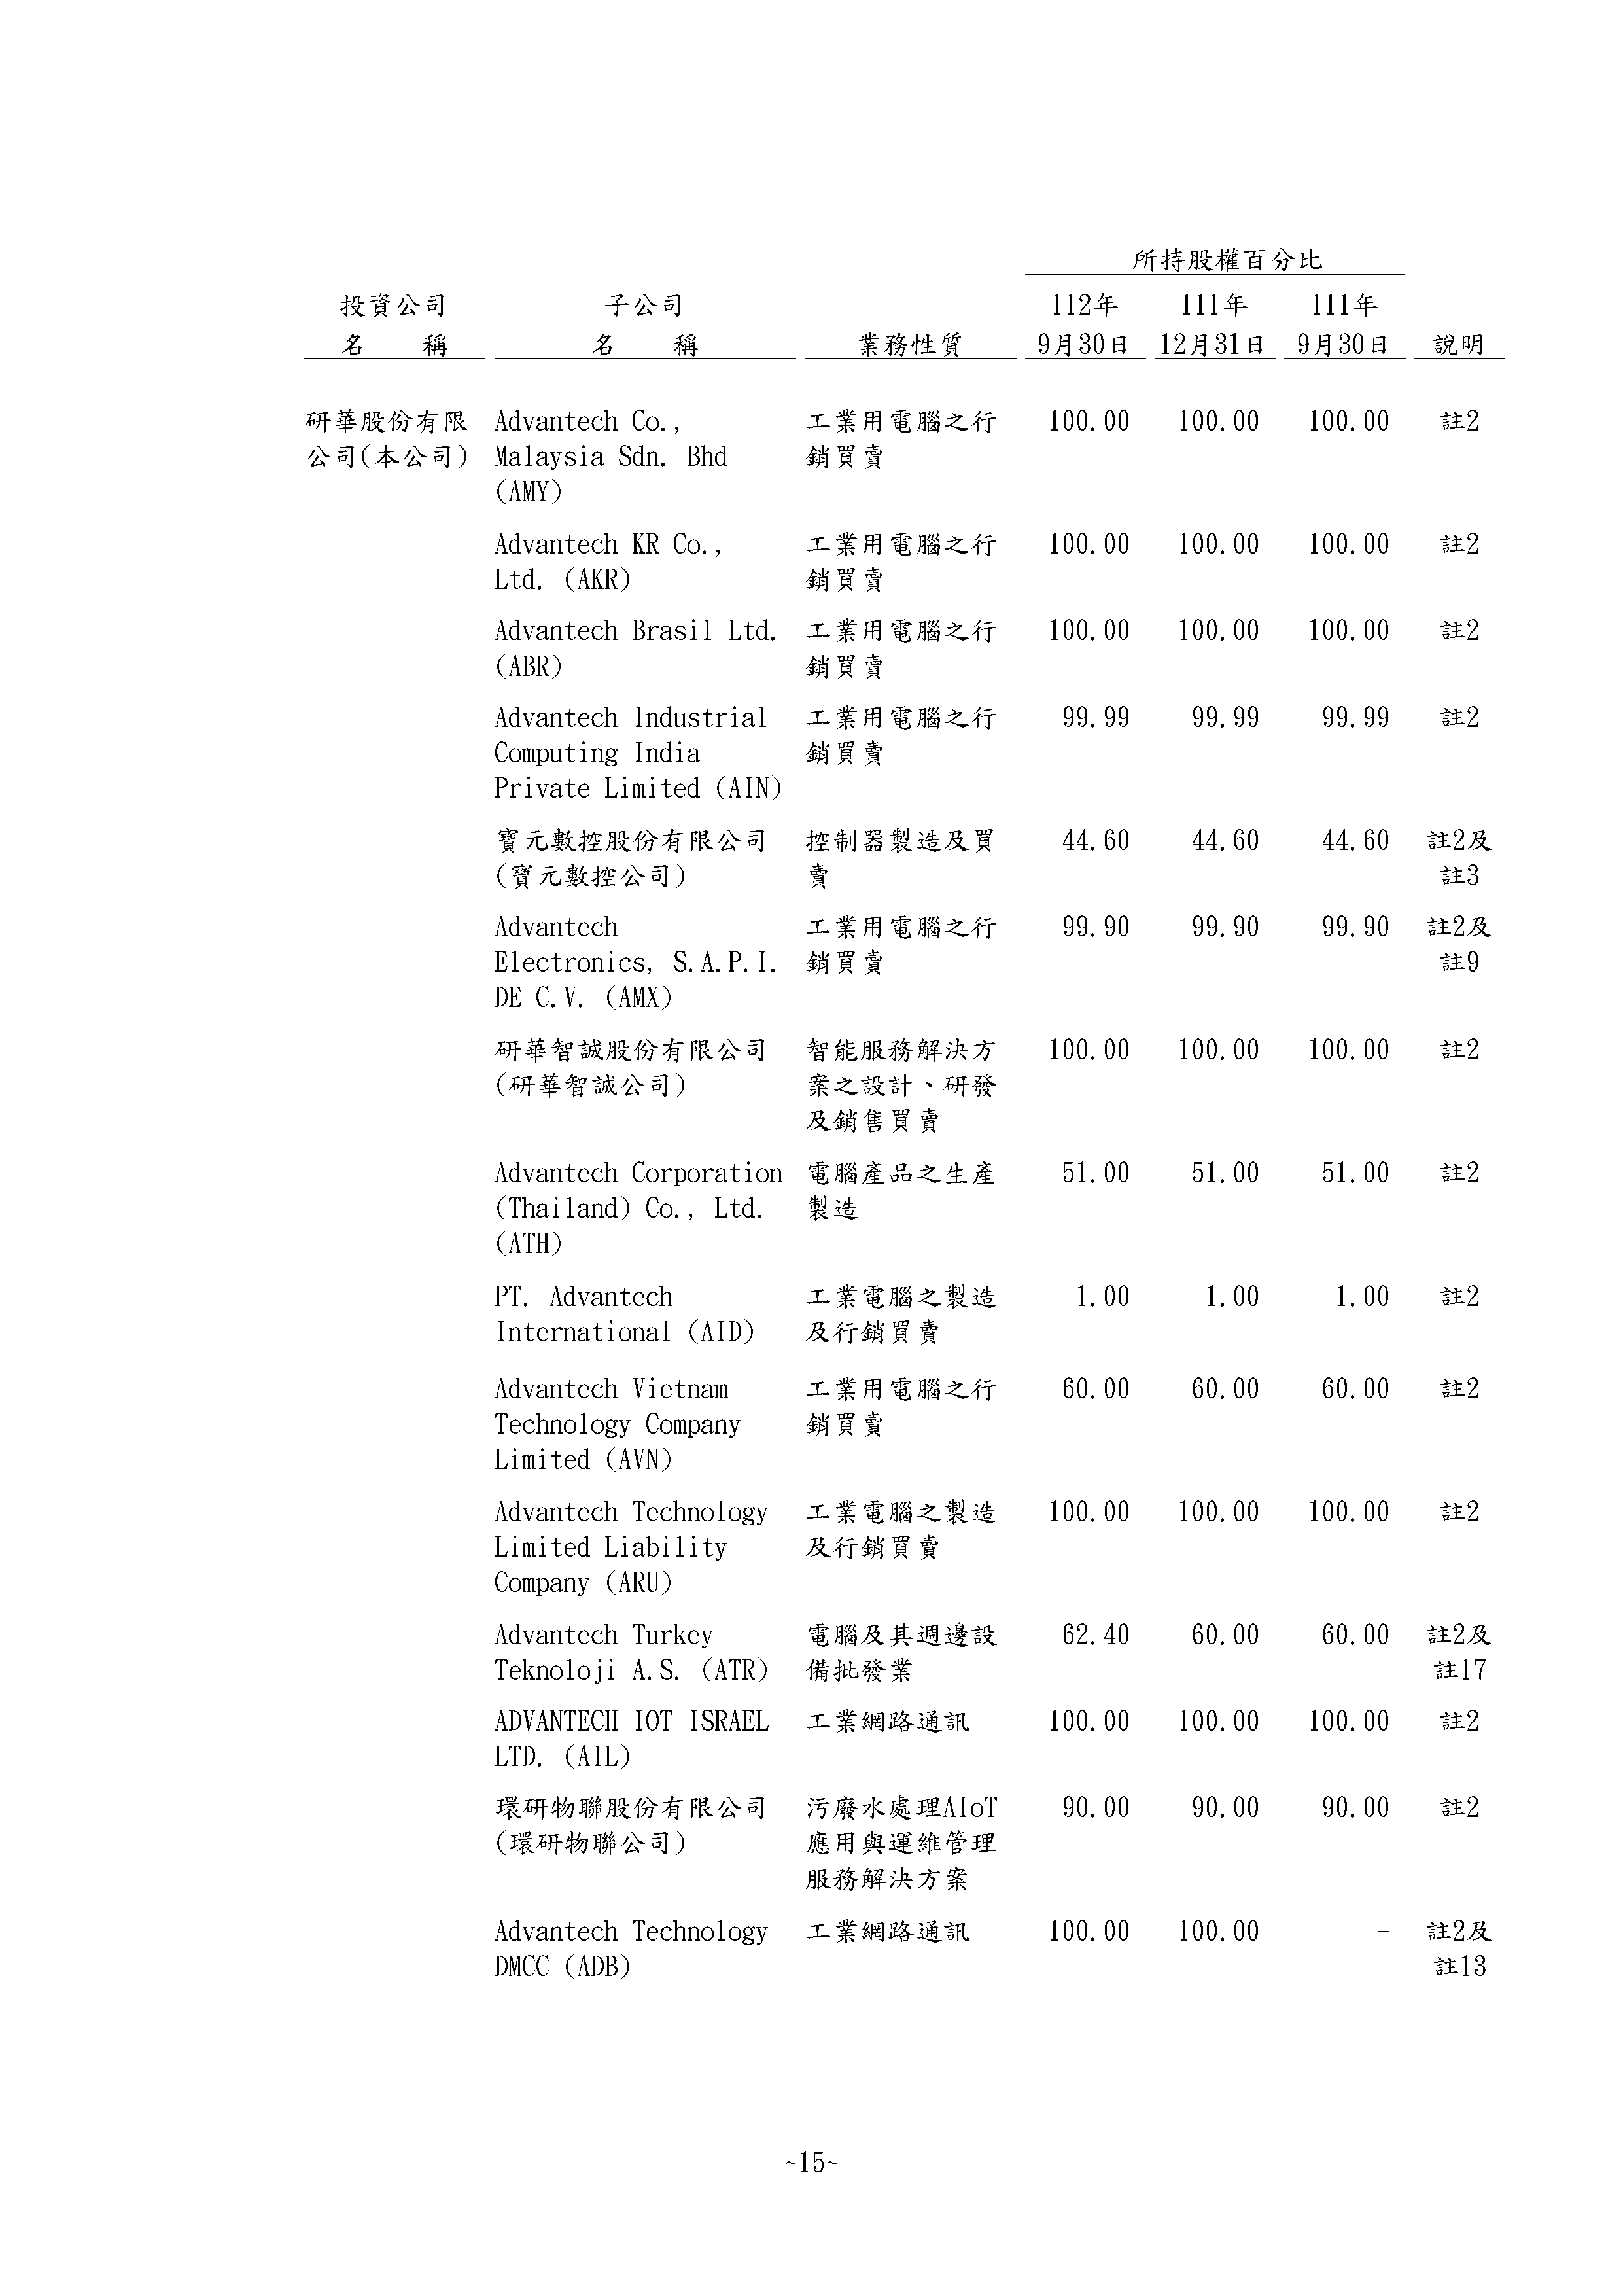 所持股權百分比
投資公司 子公司 112年 111年 111年
名 稱 名 稱 業務性質 9月30日 12月31日 9月30日 說明
研華股份有限 Advantech Co., 工業用電腦之行 100.00 100.00 100.00 註2
公司(本公司) Malaysia Sdn. Bhd 銷買賣
(AMY)
Advantech KR Co., 工業用電腦之行 100.00 100.00 100.00 註2
Ltd. (AKR) 銷買賣
Advantech Brasil Ltd. 工業用電腦之行 100.00 100.00 100.00 註2
(ABR) 銷買賣
Advantech Industrial 工業用電腦之行 99.99 99.99 99.99 註2
Computing India 銷買賣
Private Limited (AIN)
寶元數控股份有限公司 控制器製造及買 44.60 44.60 44.60 註2及
(寶元數控公司) 賣 註3
Advantech 工業用電腦之行 99.90 99.90 99.90 註2及
Electronics, S.A.P.I. 銷買賣 註9
DE C.V. (AMX)
研華智誠股份有限公司 智能服務解決方 100.00 100.00 100.00 註2
(研華智誠公司) 案之設計、研發
及銷售買賣
Advantech Corporation 電腦產品之生產 51.00 51.00 51.00 註2
(Thailand) Co., Ltd. 製造
(ATH)
PT. Advantech 工業電腦之製造 1.00 1.00 1.00 註2
International (AID) 及行銷買賣
Advantech Vietnam 工業用電腦之行 60.00 60.00 60.00 註2
Technology Company 銷買賣
Limited (AVN)
Advantech Technology 工業電腦之製造 100.00 100.00 100.00 註2
Limited Liability 及行銷買賣
Company (ARU)
Advantech Turkey 電腦及其週邊設 62.40 60.00 60.00 註2及
Teknoloji A.S. (ATR) 備批發業 註17
ADVANTECH IOT ISRAEL 工業網路通訊 100.00 100.00 100.00 註2
LTD. (AIL)
環研物聯股份有限公司 污廢水處理AIoT 90.00 90.00 90.00 註2
(環研物聯公司) 應用與運維管理
服務解決方案
Advantech Technology 工業網路通訊 100.00 100.00 - 註2及
DMCC (ADB) 註13
~15~